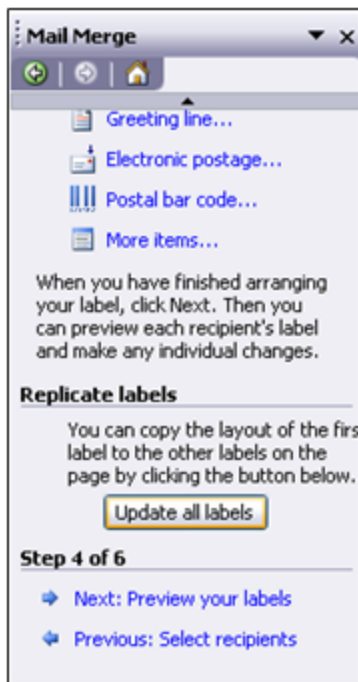 Mail Merge
Greeting line...
Electronic postage...
Postal bar code...
More items...
When you have finished arranging
your label, click Next. Then you
can preview each recipient's label
and make any individual changes.
Replicate labels
You can copy the layout of the firs
label to the other labels on the
page by clicking the button below.
Update all labels
Step 4 of 6
Next: Preview your labels
Previous: Select recipients